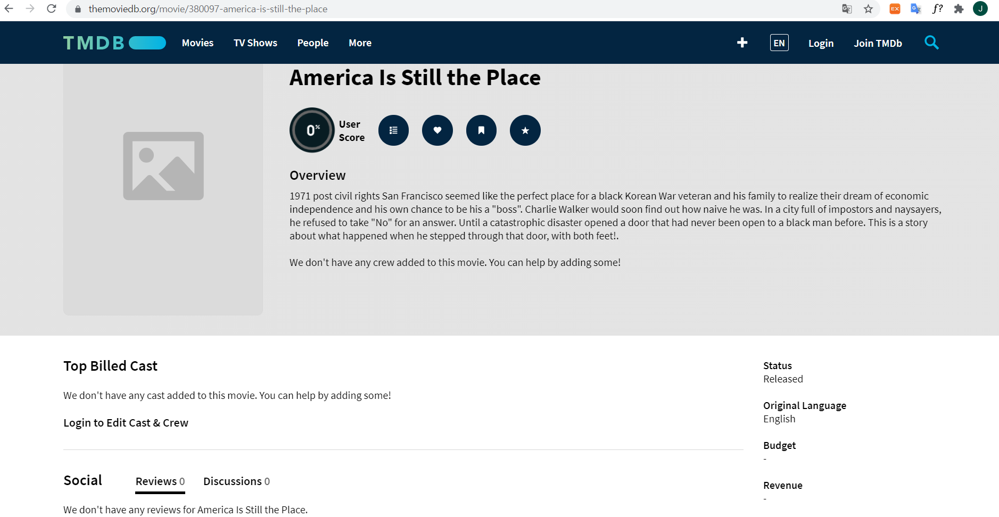 themoviedb.org/movie/380097-america-is-still-the-place
EX
G
f?
J
TMDB
Movies
TV Shows
People
More
EN
Login
Join TMDb
America Is Still the Place
0%
User
Score
Overview
1971 post civil rights San Francisco seemed like the perfect place for a black Korean War veteran and his family to realize their dream of economic
independence and his own chance to be his a "boss". Charlie Walker would soon find out how naive he was. In a city full of impostors and naysayers,
he refused to take "No" for an answer. Until a catastrophic disaster opened a door that had never been open to a black man before. This is a story
about what happened when he stepped through that door, with both feet!.
We don't have any crew added to this movie. You can help by adding some!
Top Billed Cast
We don't have any cast added to this movie. You can help by adding some!
Login to Edit Cast & Crew
Status
Released
Original Language
English
Budget
-
Revenue
-
Social
Reviews 0
Discussions 0
We don't have any reviews for America Is Still the Place.